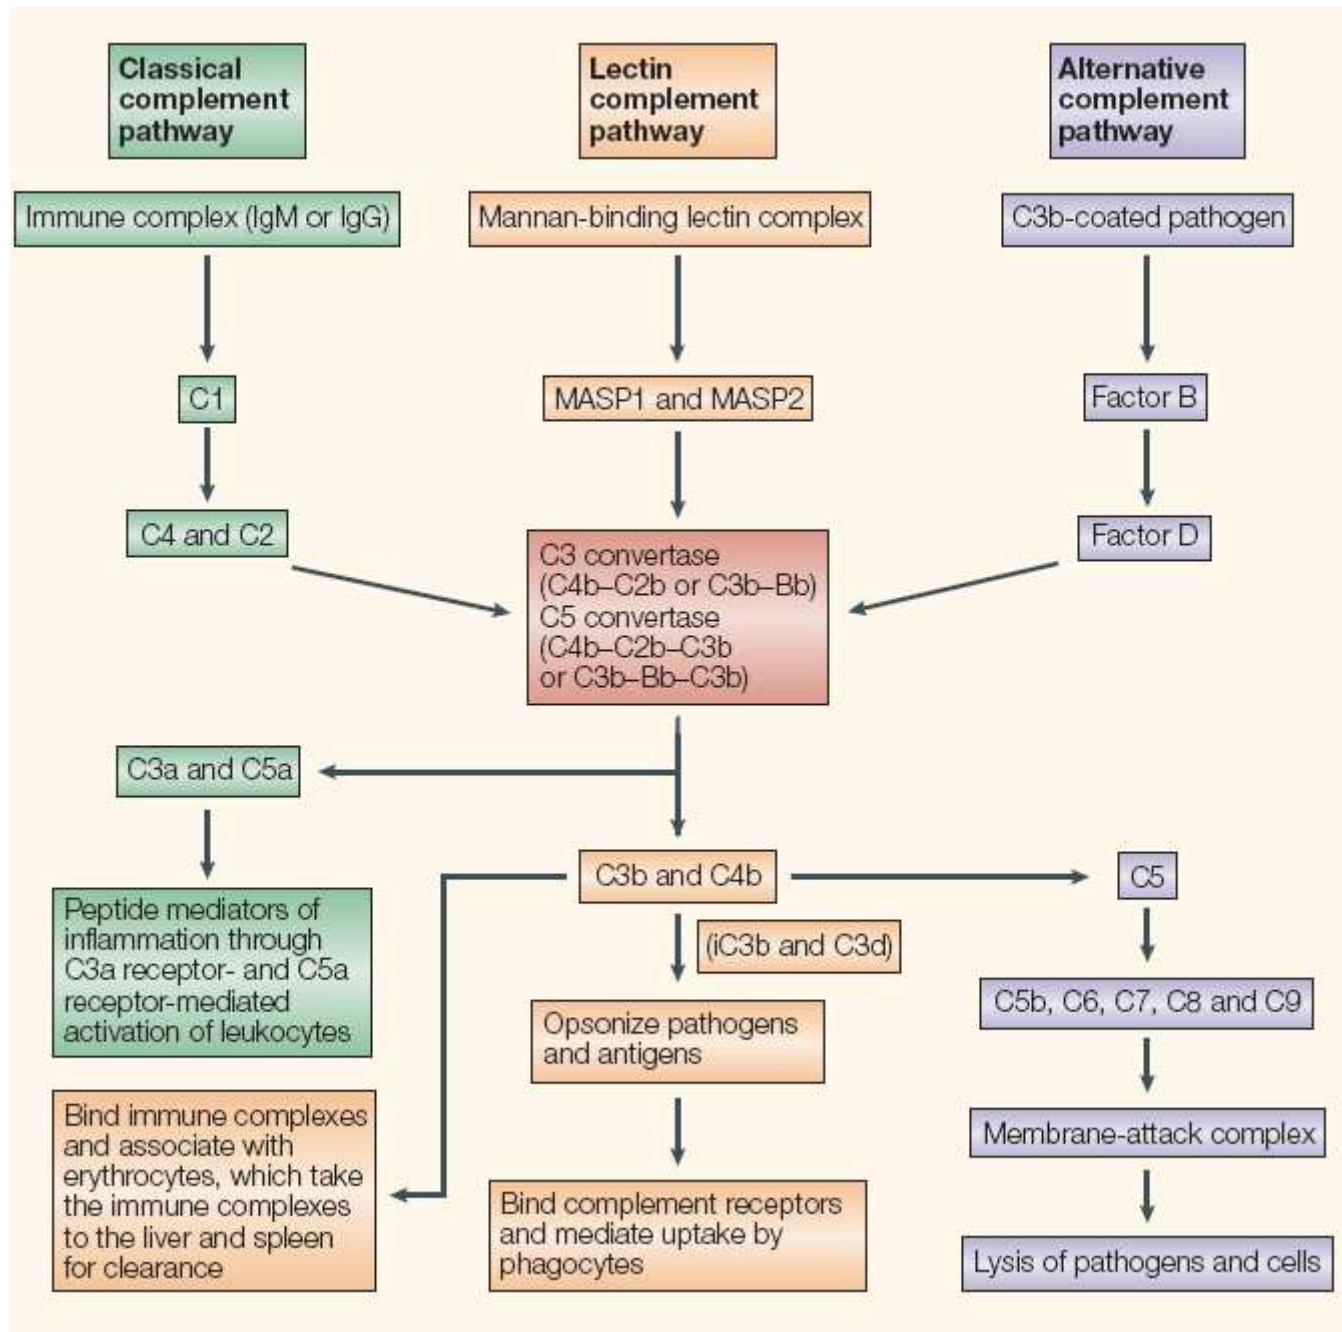 Classical
complement
pathway
Lectin
complement
pathway
Alternative
complement
pathway
Immune complex (IgM or IgG)
Mannan-binding lectin complex
C3b-coated pathogen
C1
MASP1 and MASP2
Factor B
C4 and C2
Factor D
C3 convertase
(C4b–C2b or C3b–Bb)
C5 convertase
(C4b–C2b–C3b
or C3b–Bb–C3b)
C3a and C5a
C3b and C4b
C5
Peptide mediators of
inflammation through
C3a receptor- and C5a
receptor-mediated
activation of leukocytes
(iC3b and C3d)
C5b, C6, C7, C8 and C9
Opsonize pathogens
and antigens
Bind immune complexes
and associate with
erythrocytes, which take
the immune complexes
to the liver and spleen
for clearance
Membrane-attack complex
Bind complement receptors
and mediate uptake by
phagocytes
Lysis of pathogens and cells